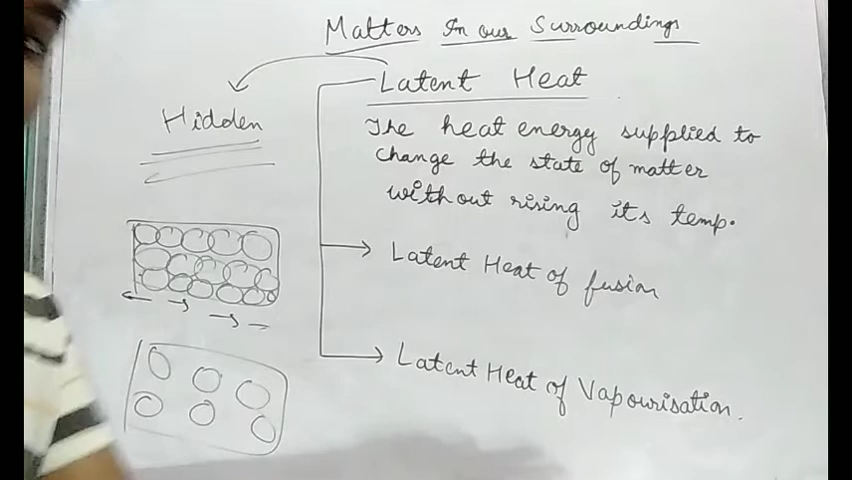 Matters In our Surroundings
Latent Heat
Hidden
The heat energy supplied to
change the state of matter
without rising its temp.
Latent Heat of fusion
Latent Heat of Vapourisation.